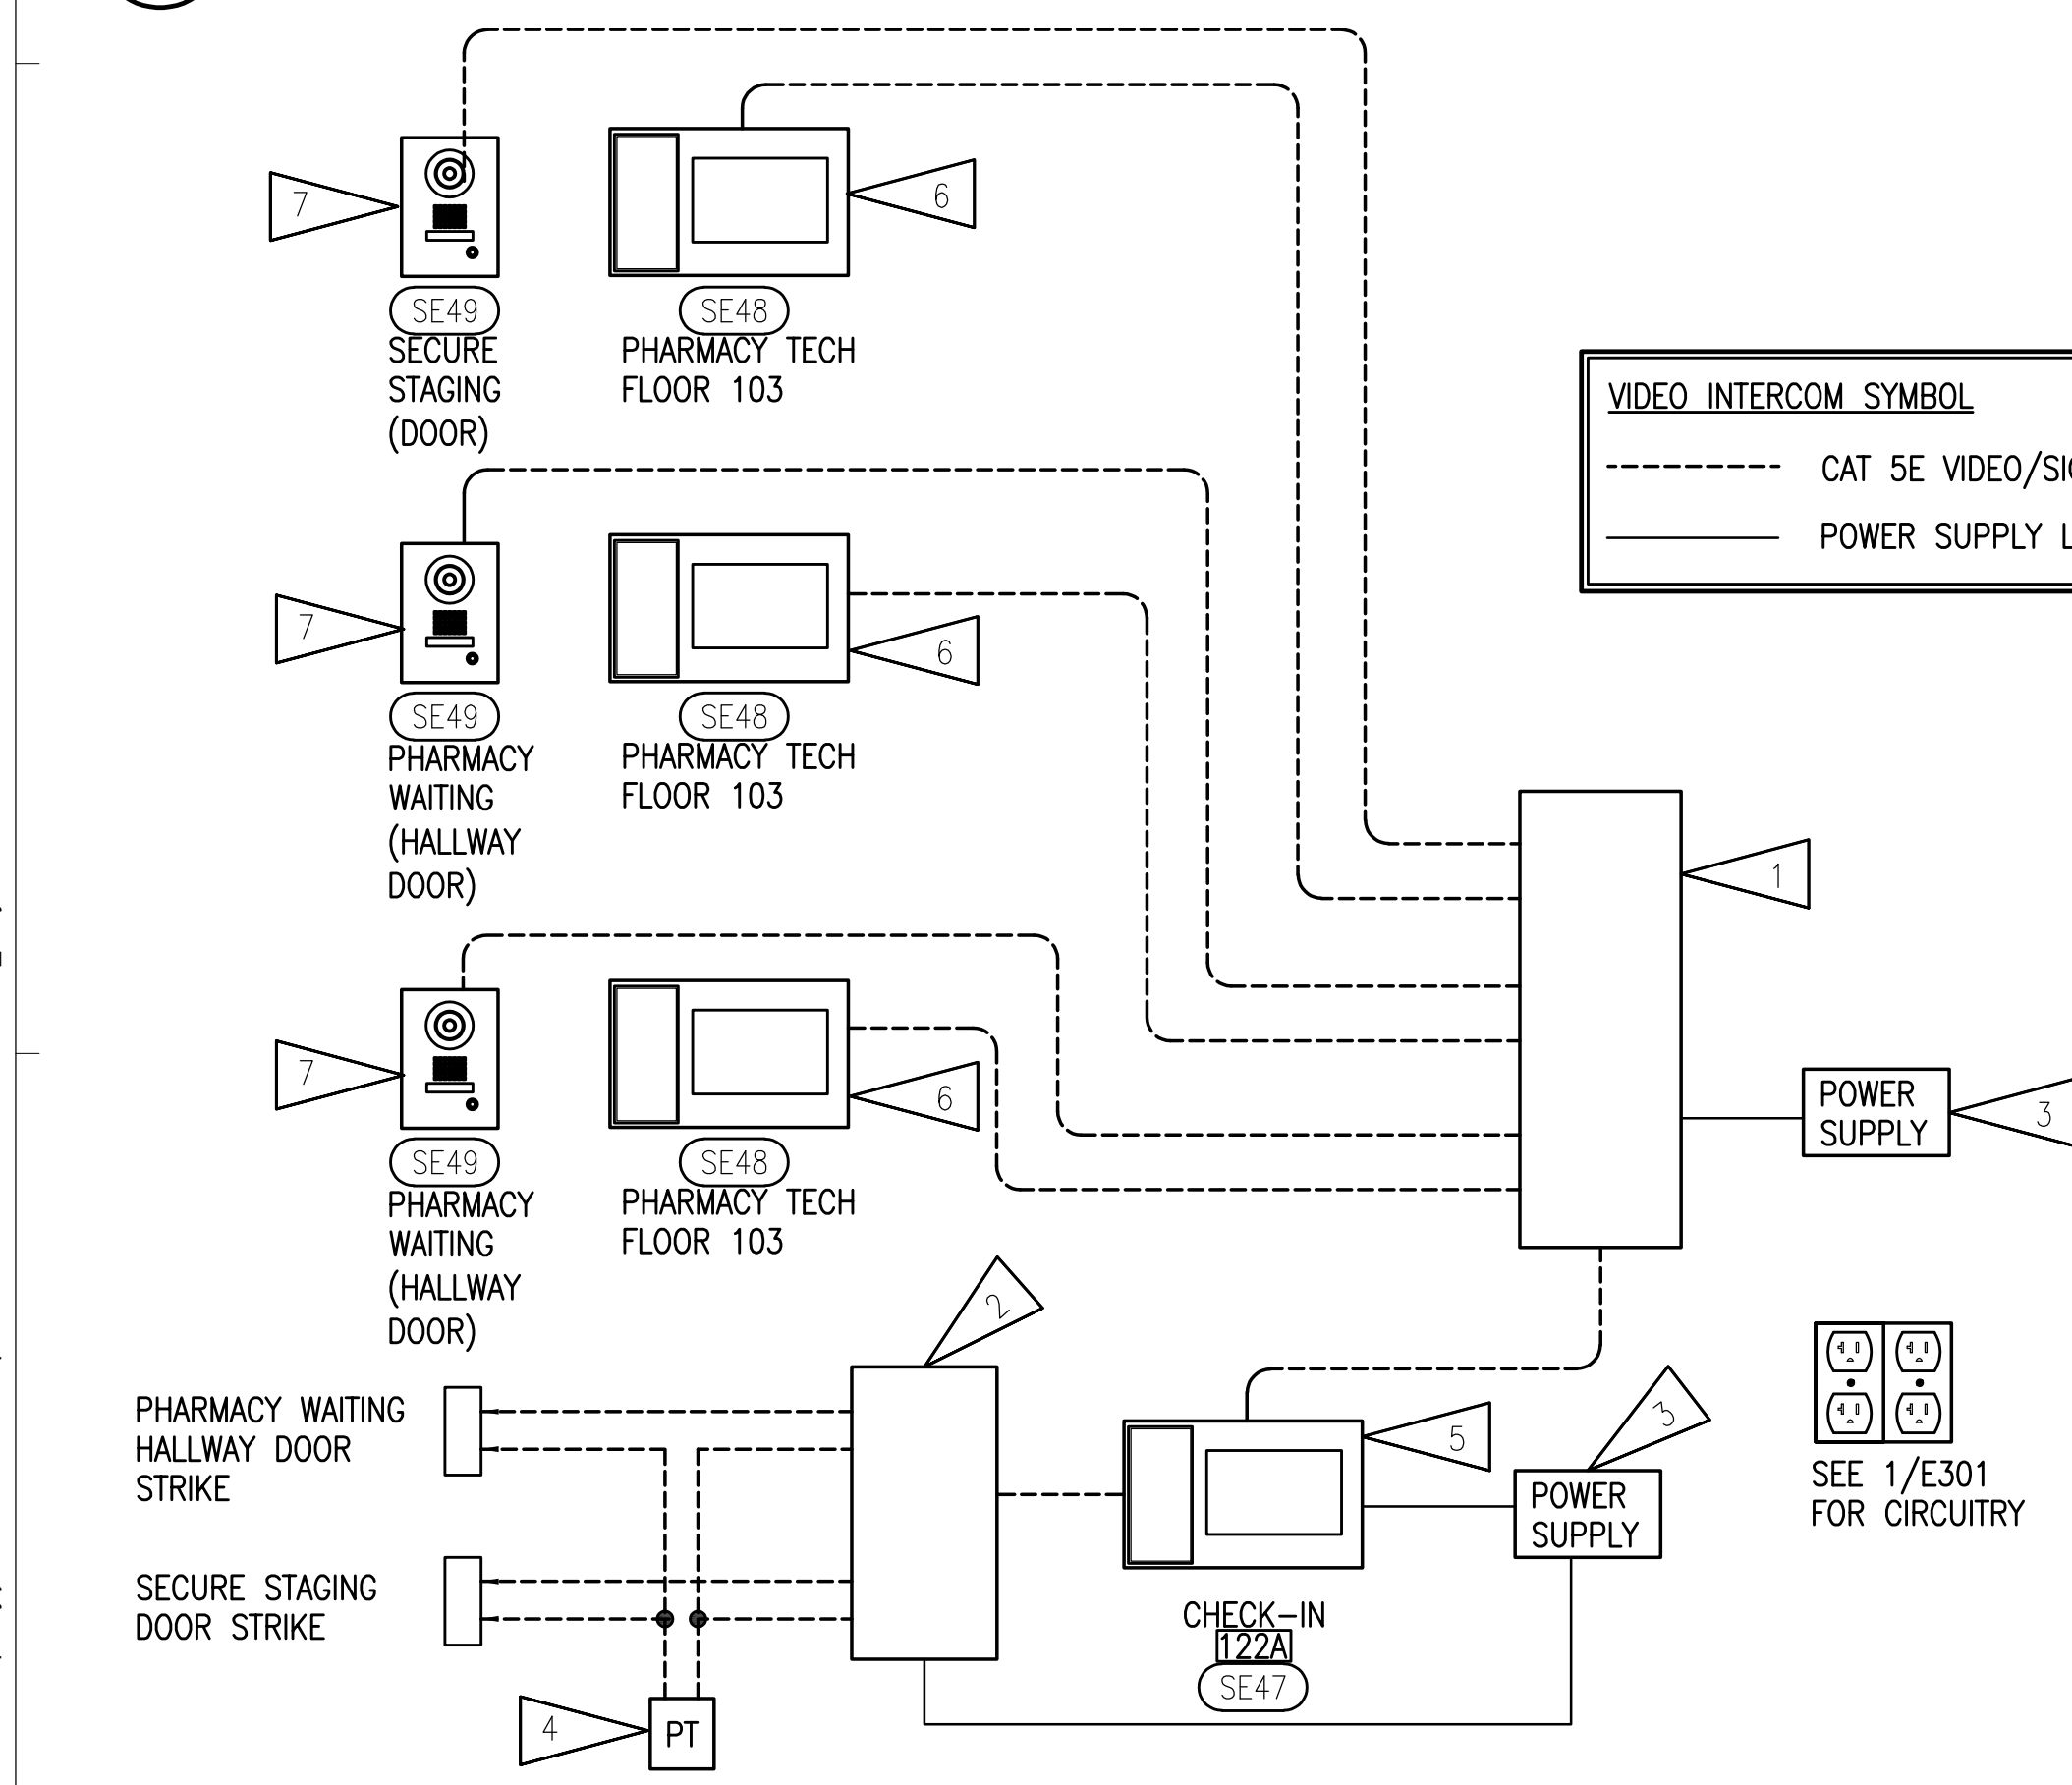 7
6
SE49
SE48
SECURE
STAGING
(DOOR)
PHARMACY TECH
FLOOR 103
VIDEO INTERCOM SYMBOL
CAT 5E VIDEO/SI
POWER SUPPLY L
7
6
SE49
SE48
PHARMACY
WAITING
(HALLWAY
DOOR)
PHARMACY TECH
FLOOR 103
1
7
6
SE49
SE48
PHARMACY
WAITING
(HALLWAY
DOOR)
PHARMACY TECH
FLOOR 103
POWER
SUPPLY
3
2
PHARMACY WAITING
HALLWAY DOOR
STRIKE
SECURE STAGING
DOOR STRIKE
4
PT
5
CHECK-IN
122A
SE47
3
POWER
SUPPLY
SEE 1/E301
FOR CIRCUITRY